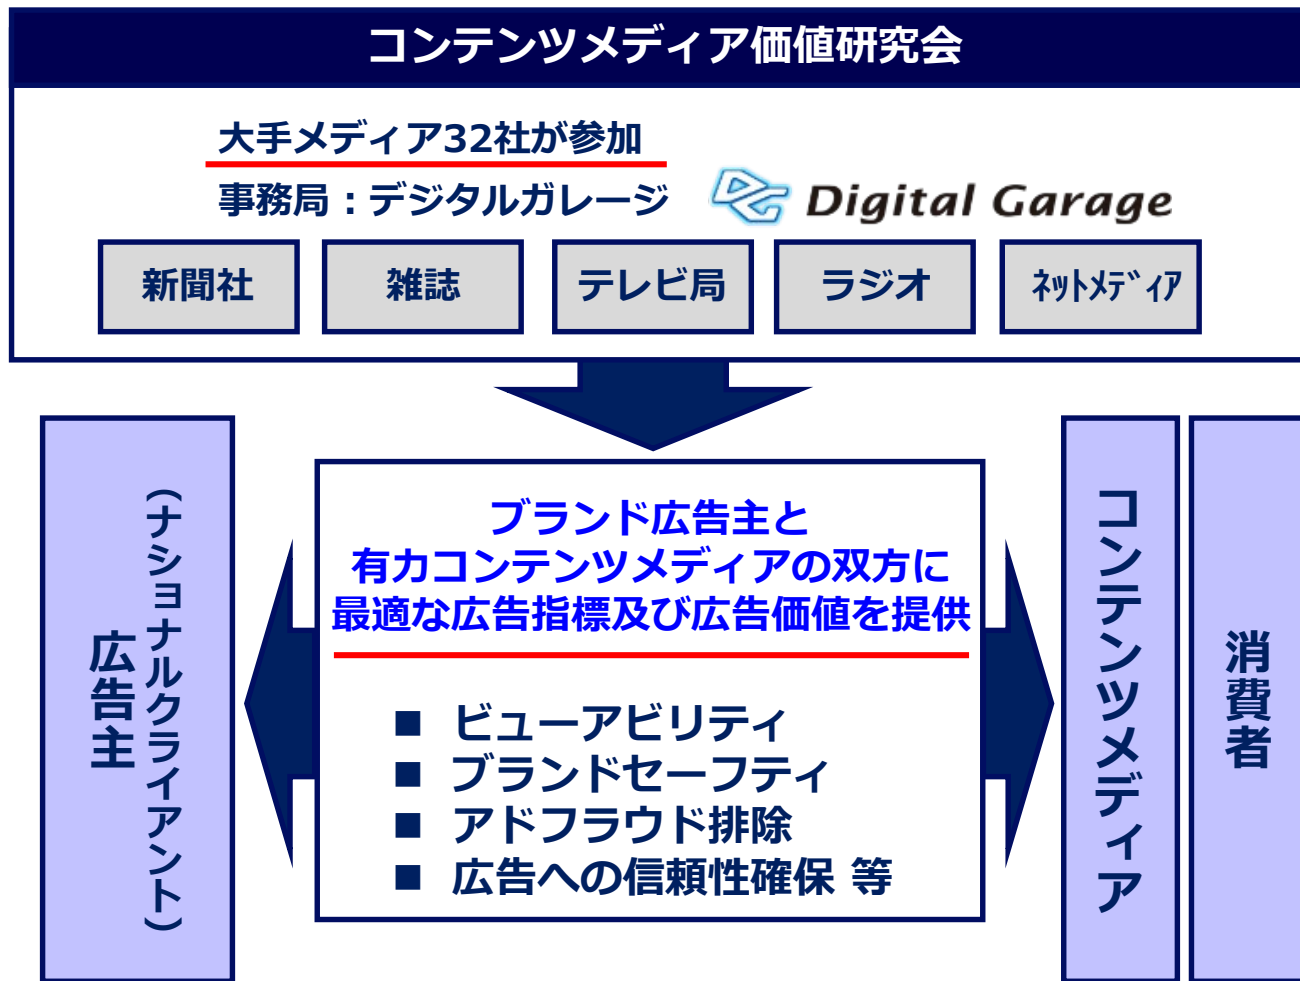 コンテンツメディア価値研究会
大手メディア32社が参加
事務局：デジタルガレージ
Digital Garage
新聞社
雑誌
テレビ局
ラジオ
ﾈｯﾄﾒﾃﾞｨｱ
広告主
（ナショナルクライアント）
ブランド広告主と
有力コンテンツメディアの双方に
最適な広告指標及び広告価値を提供
■ ビューアビリティ
■ ブランドセーフティ
■ アドフラウド排除
■ 広告への信頼性確保 等
コンテンツメディア
消費者